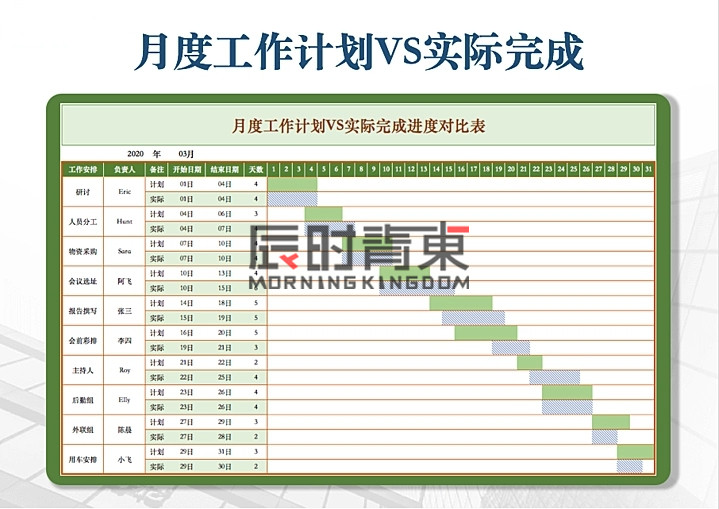 月度工作计划VS实际完成
月度工作计划VS实际完成进度对比表
2020 年 03月
工作安排 负责人 备注 开始日期 结束日期 天数 1 2 3 4 5 6 7 8 9 10 11 12 13 14 15 16 17 18 19 20 21 22 23 24 25 26 27 28 29 30 31
研讨 Eric 计划 01日 04日 4
实际 01日 04日 4
人员分工 Hunt 计划 04日 06日 3
实际 04日 07日
物资采购 Sara 计划 07日 10日
实际 07日 10日
会议选址 阿飞 计划 10日 13日 4
实际 10日 15日
报告撰写 张三 计划 14日 18日 5
实际 15日 19日 5
会前彩排 李四 计划 16日 20日 5
实际 19日 21日 3
主持人 Roy 计划 21日 22日 2
实际 22日 25日 4
后勤组 Elly 计划 23日 26日 4
实际 23日 26日 4
外联组 陈晨 计划 27日 29日 3
实际 27日 28日 2
用车安排 小飞 计划 29日 31日 3
实际 29日 30日 2
MORNINGKINGDOM